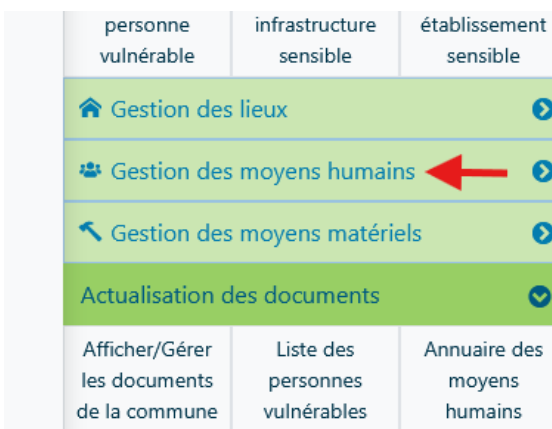 personne infrastructure établissement
vulnérable sensible sensible
Gestion des lieux
Gestion des moyens humains
Gestion des moyens matériels
Actualisation des documents
Afficher/Gérer Liste des Annuaire des
les documents personnes moyens
de la commune vulnérables humains